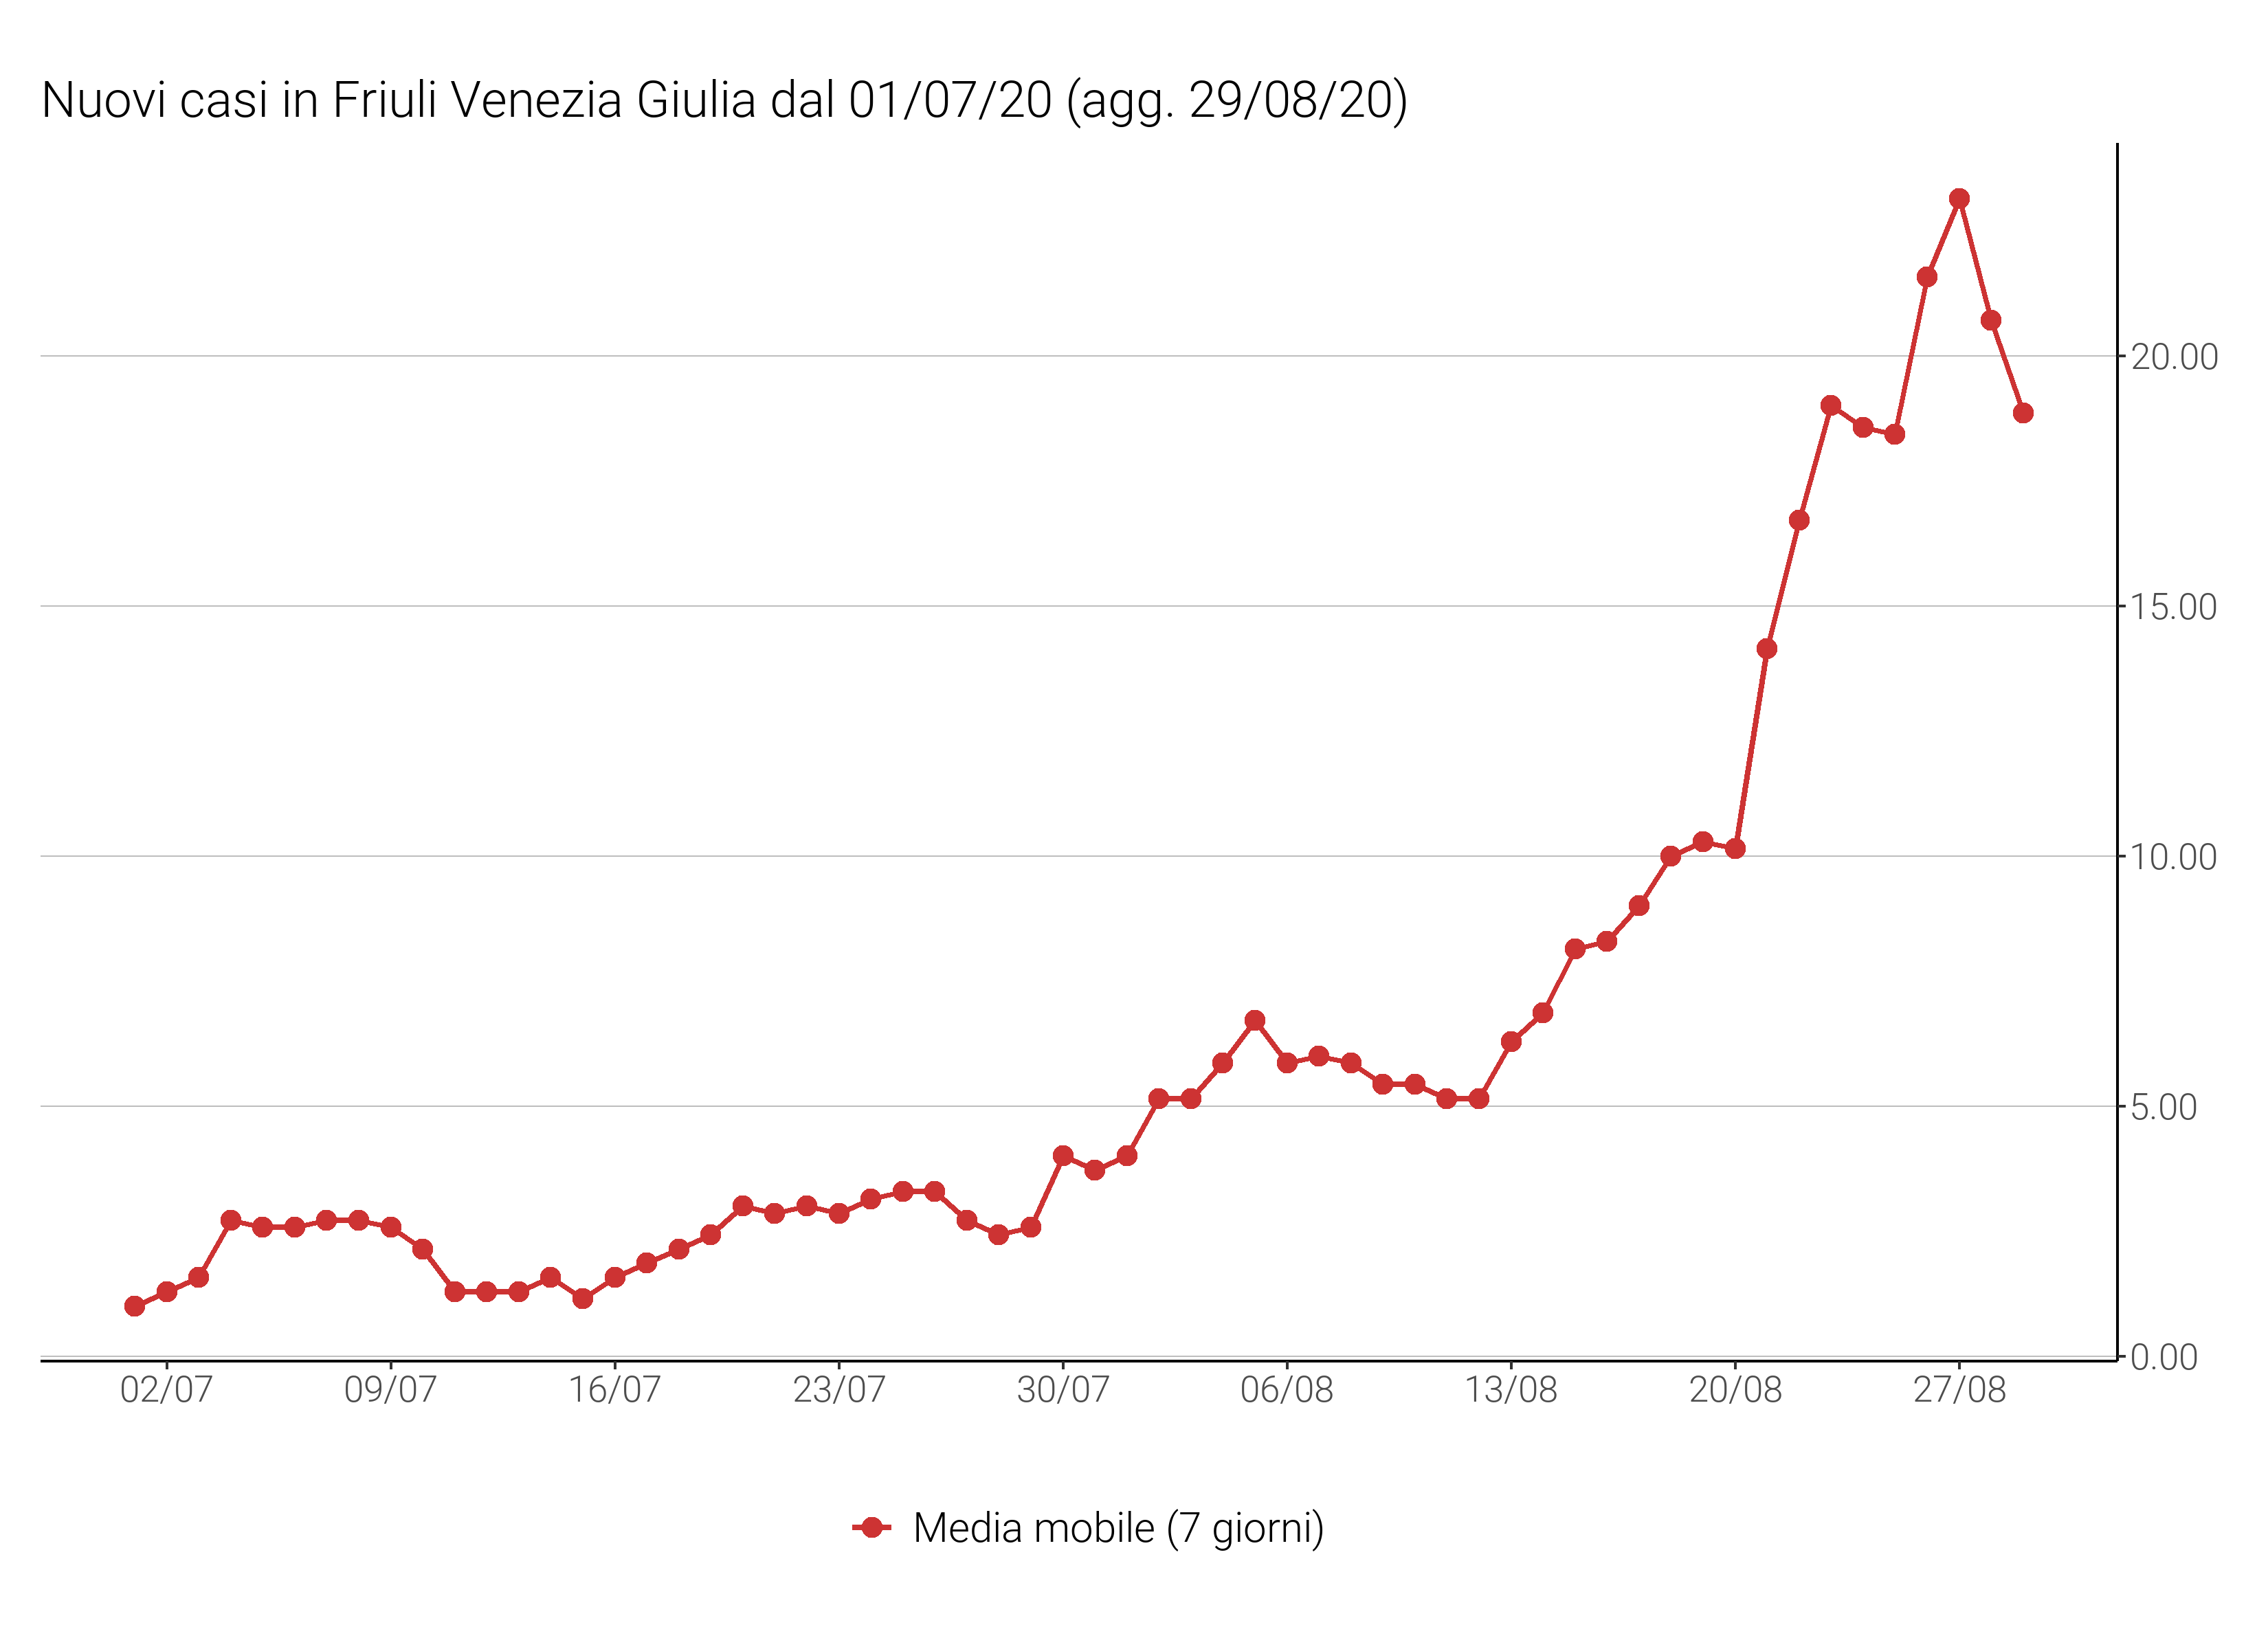 Nuovi casi in Friuli Venezia Giulia dal 01/07/20 (agg. 29/08/20)
20.00
15.00
10.00
5.00
0.00
02/07 09/07 16/07 23/07 30/07 06/08 13/08 20/08 27/08
Media mobile (7 giorni)